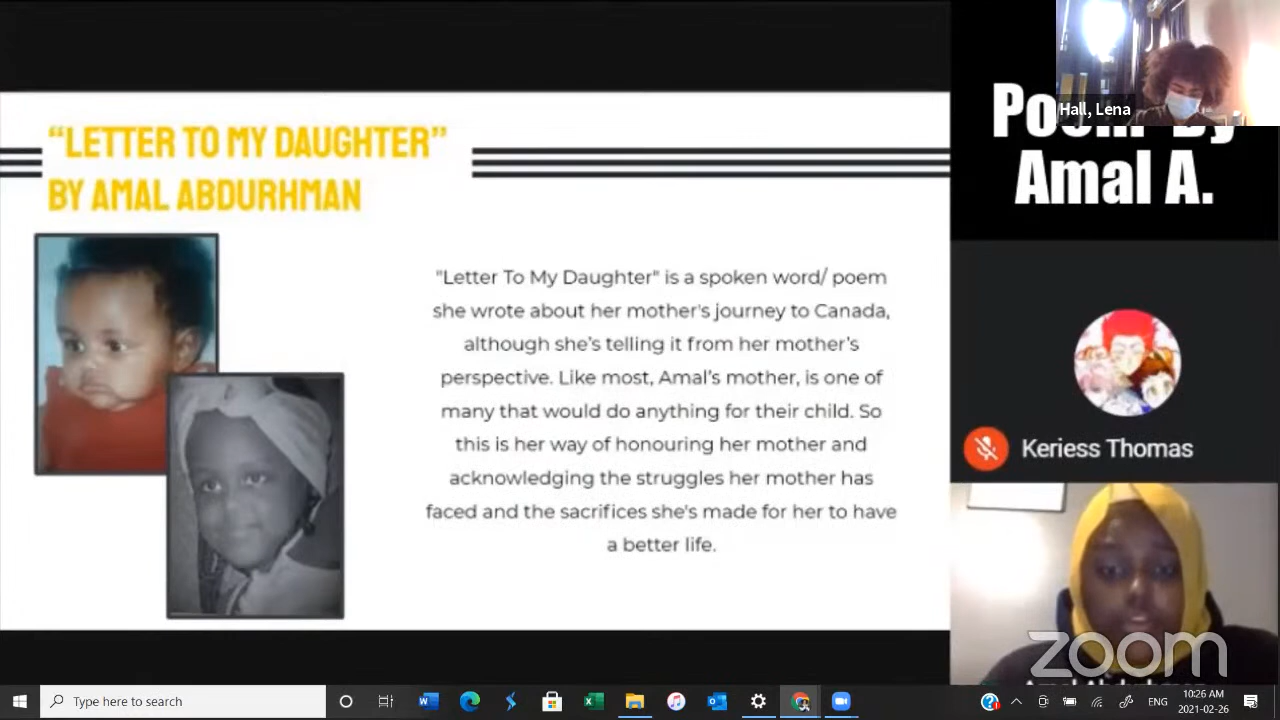 “LETTER TO MY DAUGHTER”
BY AMAL ABDURHMAN
"Letter To My Daughter" is a spoken word/ poem
she wrote about her mother's journey to Canada,
although she’s telling it from her mother’s
perspective. Like most, Amal’s mother, is one of
many that would do anything for their child. So
this is her way of honouring her mother and
acknowledging the struggles her mother has
faced and the sacrifices she's made for her to have
a better life.
Hall, Lena
Amal A.
Keriess Thomas
zoom
Type here to search
ENG
10:26 AM
2021-02-26